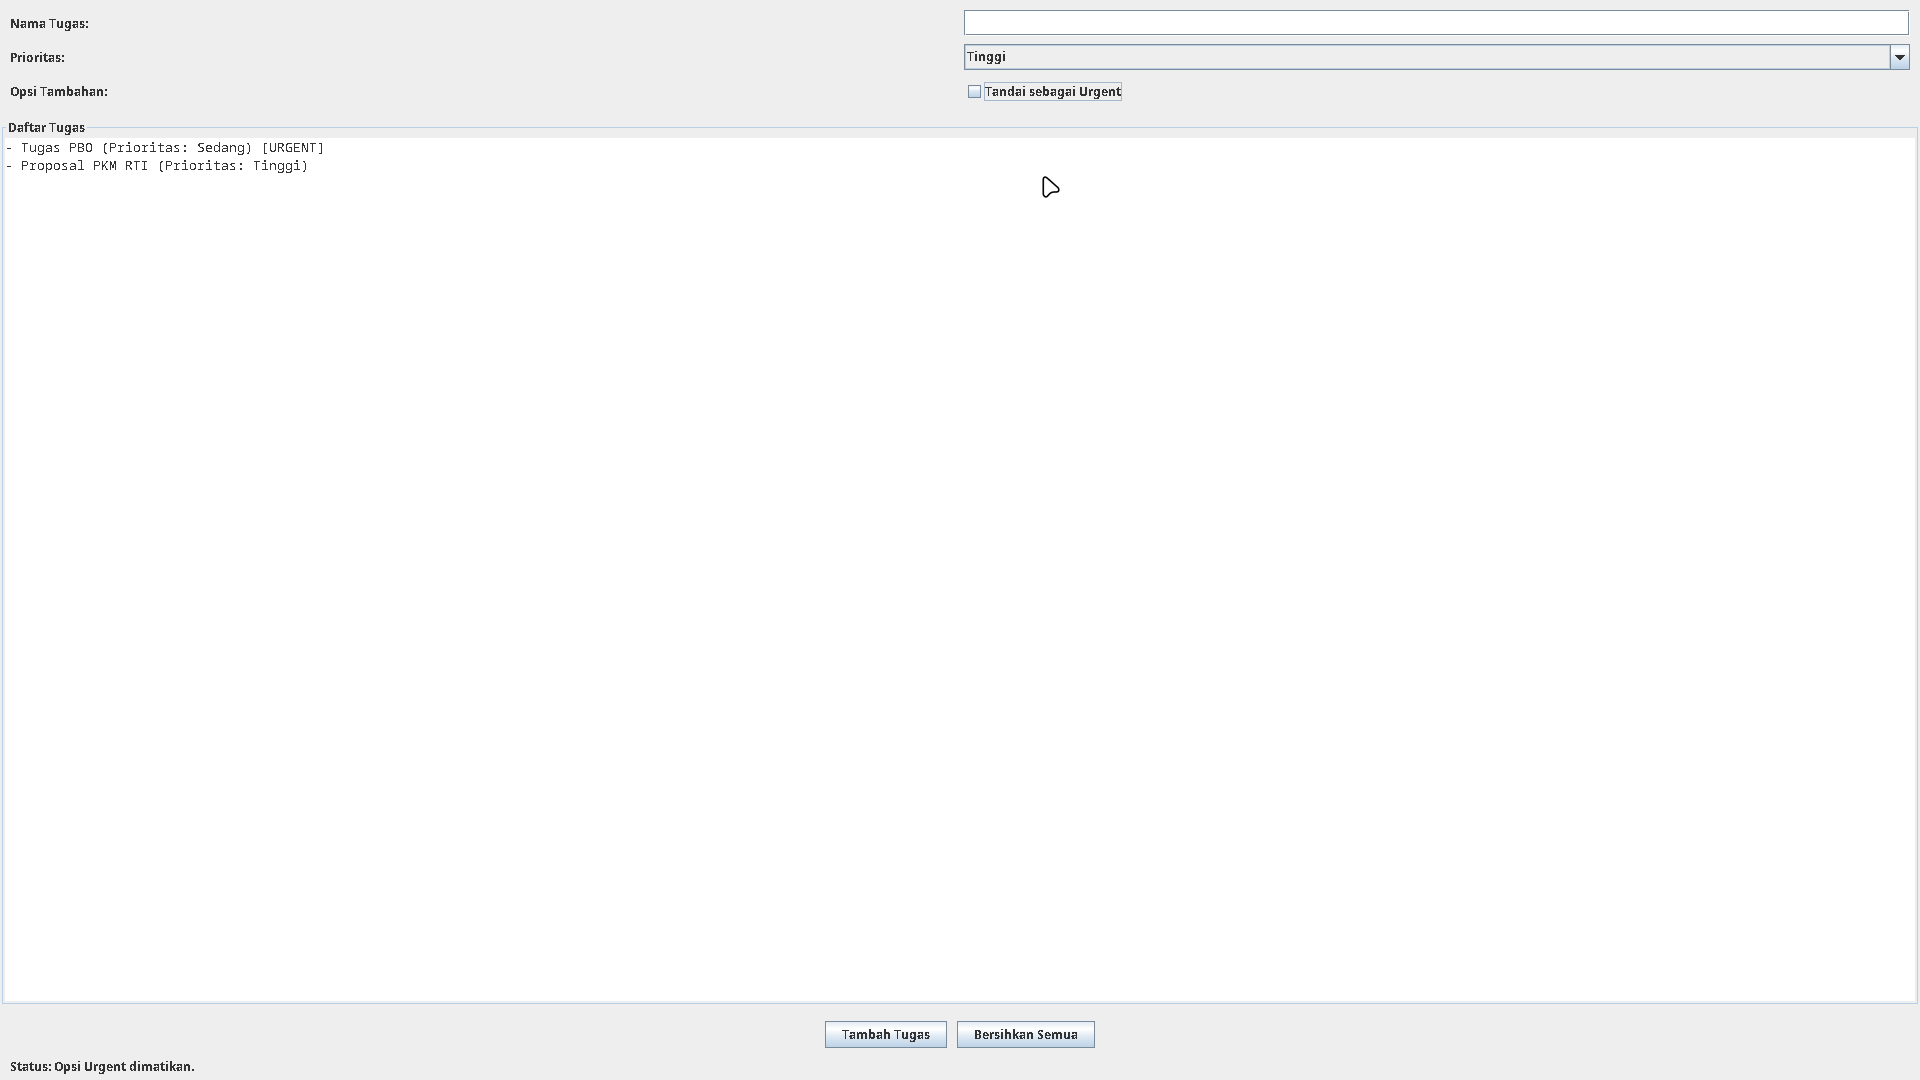 Nama Tugas:
Prioritas: Tinggi
Opsi Tambahan: Tandai sebagai Urgent
Daftar Tugas
- Tugas PBO (Prioritas: Sedang) [URGENT]
- Proposal PKM RTI (Prioritas: Tinggi)
Tambah Tugas Bersihkan Semua
Status: Opsi Urgent dimatikan.